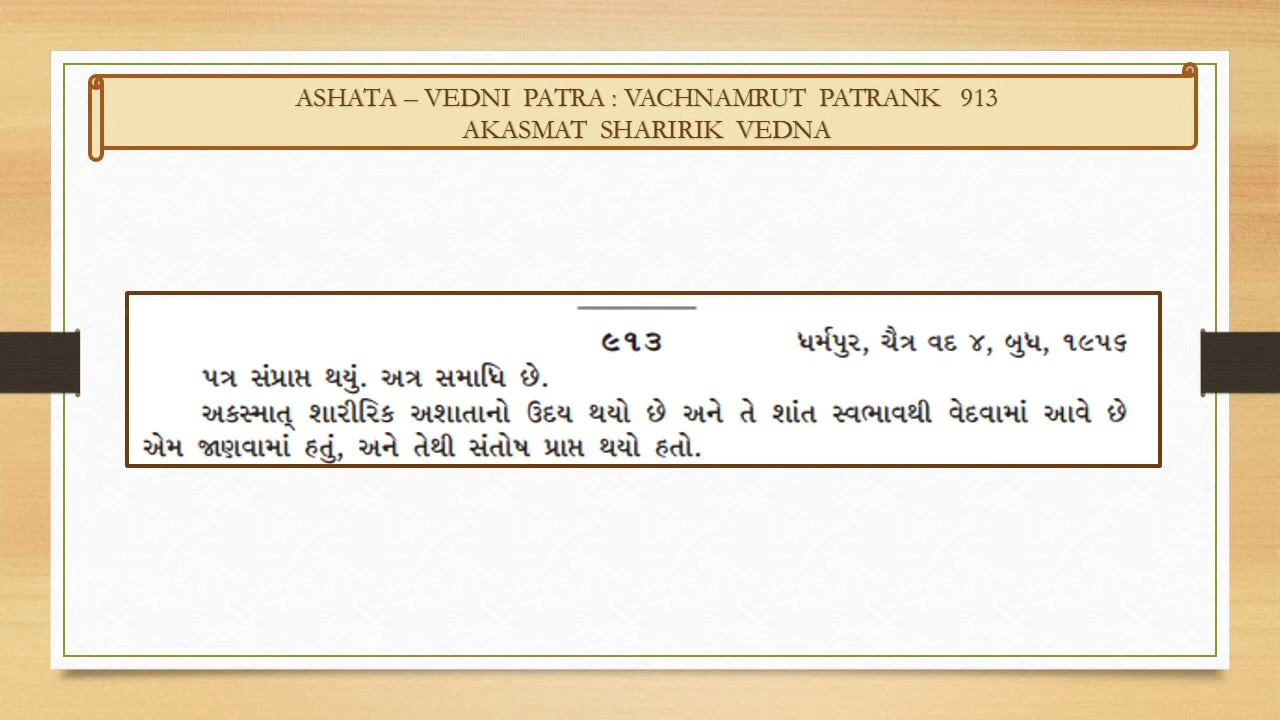 ASHATA – VEDNI PATRA : VACHNAMRUT PATRANK 913
AKASMAT SHARIRIK VEDNA
૯૧૩ ધર્મપુર, ચૈત્ર વદ ૪, બુધ, ૧૯૫૬
પત્ર સંપ્રાપ્ત થયું. અત્ર સમાધિ છે.
અકસ્માત્ શારીરિક અશાતાનો ઉદય થયો છે અને તે શાંત સ્વભાવથી વેદવામાં આવે છે
એમ જાણવામાં હતું, અને તેથી સંતોષ પ્રાપ્ત થયો હતો.